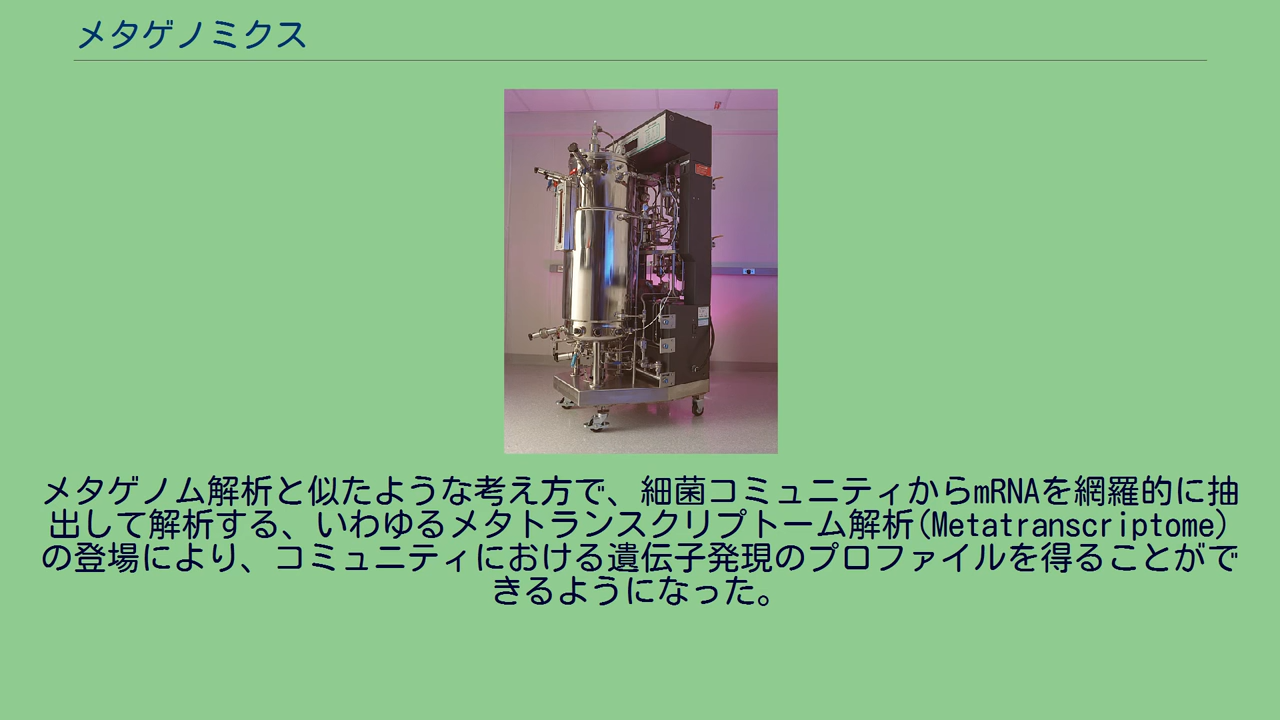 メタゲノミクス
メタゲノム解析と似たような考え方で、細菌コミュニティからmRNAを網羅的に抽
出して解析する、いわゆるメタトランスクリプトーム解析(Metatranscriptome)
の登場により、コミュニティにおける遺伝子発現のプロファイルを得ることがで
きるようになった。